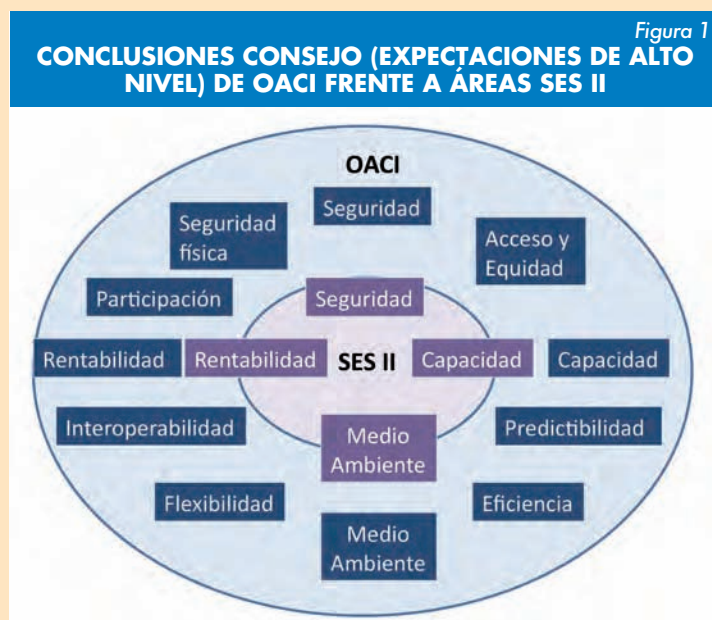 Figura 1
CONCLUSIONES CONSEJO (EXPECTACIONES DE ALTO
NIVEL) DE OACI FRENTE A ÁREAS SES II
OACI
Seguridad
Seguridad
física
Acceso y
Equidad
Participación
Seguridad
Rentabilidad
Rentabilidad
SES II
Capacidad
Capacidad
Interoperabilidad
Medio
Ambiente
Predictibilidad
Flexibilidad
Eficiencia
Medio
Ambiente